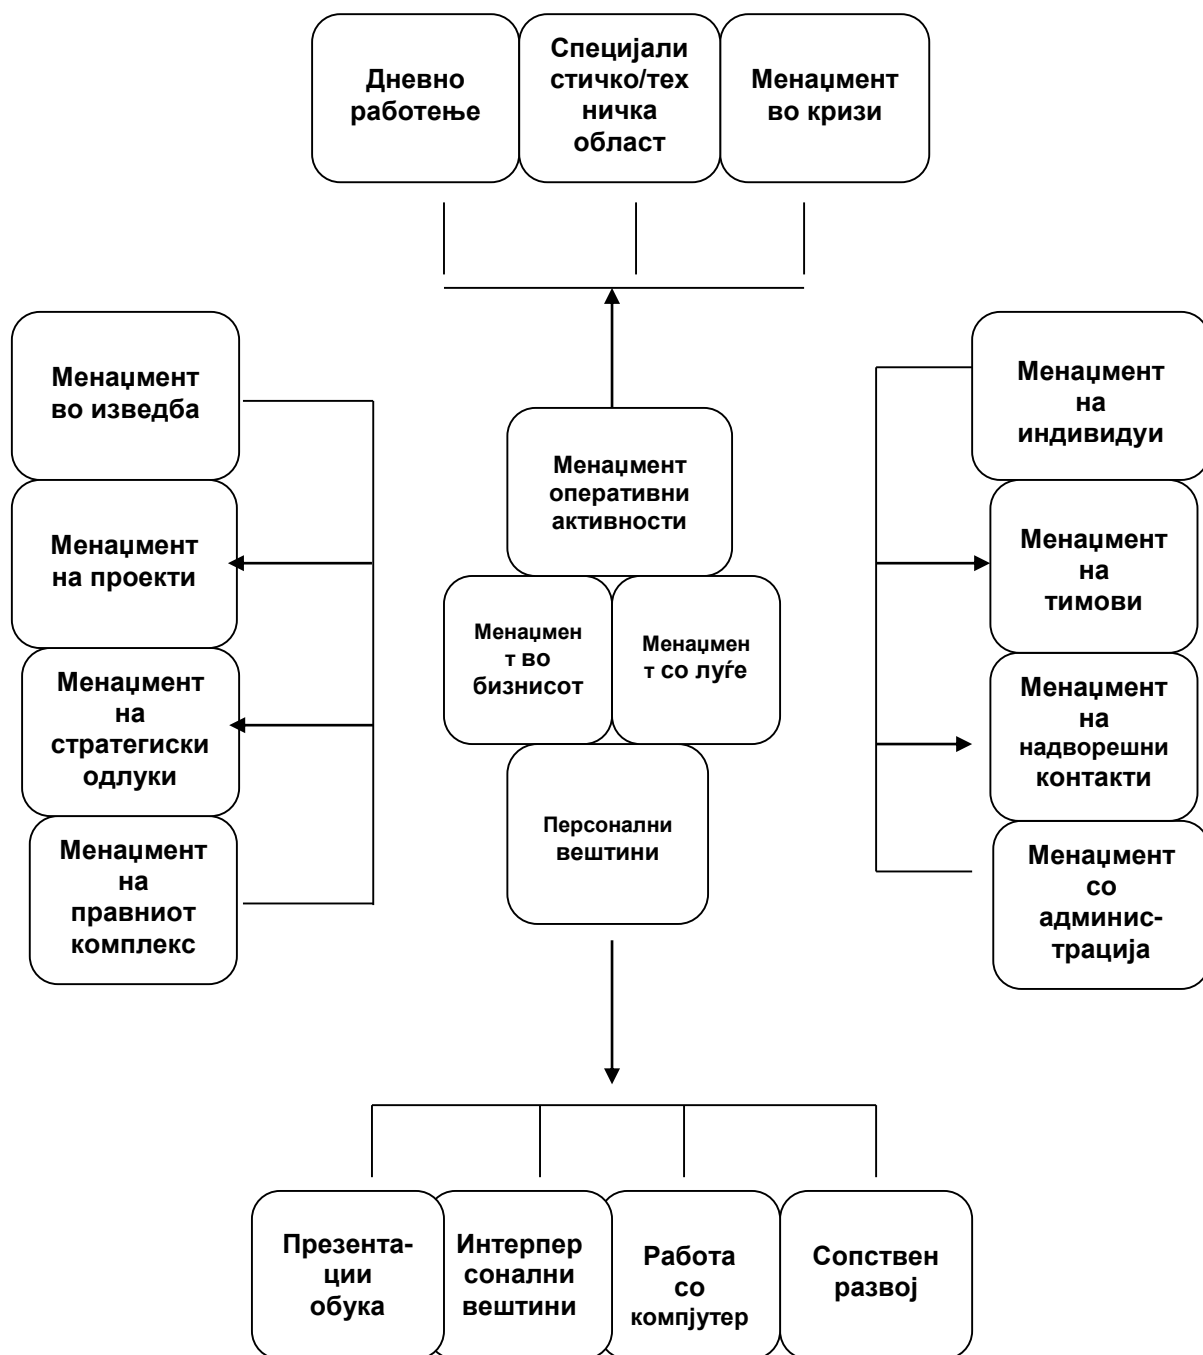 Дневно
работење
Специјали
стичко/тех
ничка
област
Менаџмент
во кризи
Менаџмент
во изведба
Менаџмент
на проекти
Менаџмент
на
стратегиски
одлуки
Менаџмент
на
правниот
комплекс
Менаџмент
оперативни
активности
Менаџмен
т во
бизнисот
Менаџмен
т со луѓе
Персонални
вештини
Менаџмент
на
индивидуи
Менаџмент
на
тимови
Менаџмент
на
надворешни
контакти
Менаџмент
со
админис-
трација
Презента-
ции
обука
Интерпер
сонални
вештини
Работа
со
компјутер
Сопствен
развој